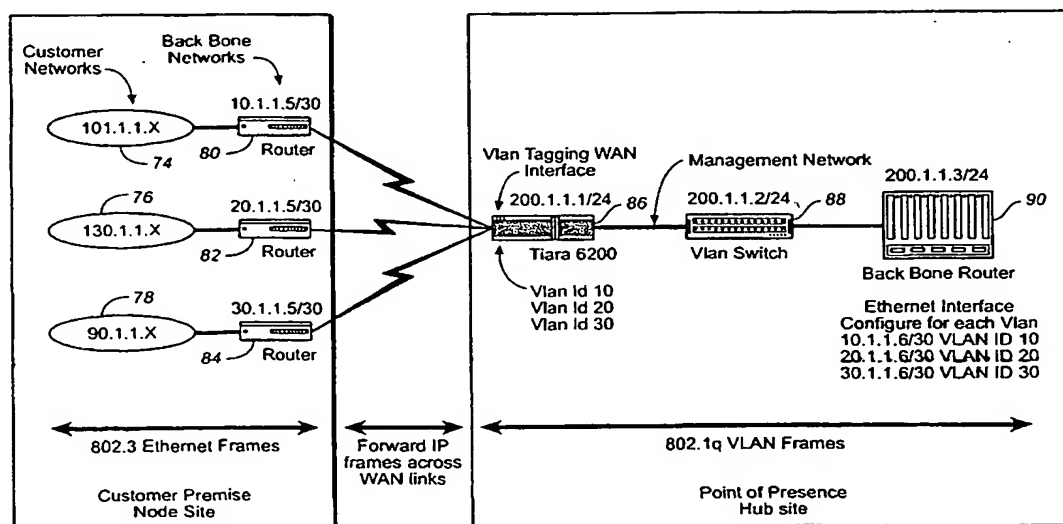 Customer
Networks
Back Bone
Networks
10.1.1.5/30
101.1.1.X
74
80
Router
76
130.1.1.X
20.1.1.5/30
82
Router
78
90.1.1.X
30.1.1.5/30
84
Router
802.3 Ethernet Frames
Customer Premise
Node Site
Forward IP
frames across
WAN links
Vlan Tagging WAN
Interface
200.1.1.1/24
86
Tiara 6200
Vlan Id 10
Vlan Id 20
Vlan Id 30
Management Network
200.1.1.2/24
88
Vlan Switch
200.1.1.3/24
90
Back Bone Router
Ethernet Interface
Configure for each Vlan
10.1.1.6/30 VLAN ID 10
20.1.1.6/30 VLAN ID 20
30.1.1.6/30 VLAN ID 30
802.1q VLAN Frames
Point of Presence
Hub site